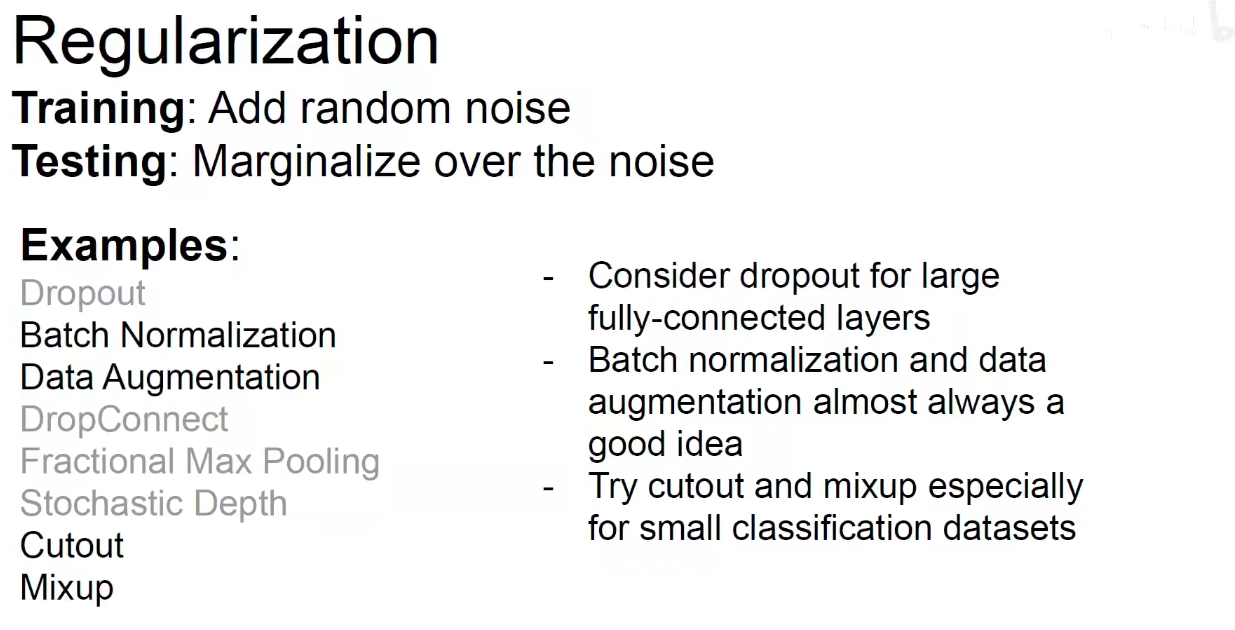 Regularization
Training: Add random noise
Testing: Marginalize over the noise
Examples:
Dropout
Batch Normalization
Data Augmentation
DropConnect
Fractional Max Pooling
Stochastic Depth
Cutout
Mixup
- Consider dropout for large
fully-connected layers
- Batch normalization and data
augmentation almost always a
good idea
- Try cutout and mixup especially
for small classification datasets